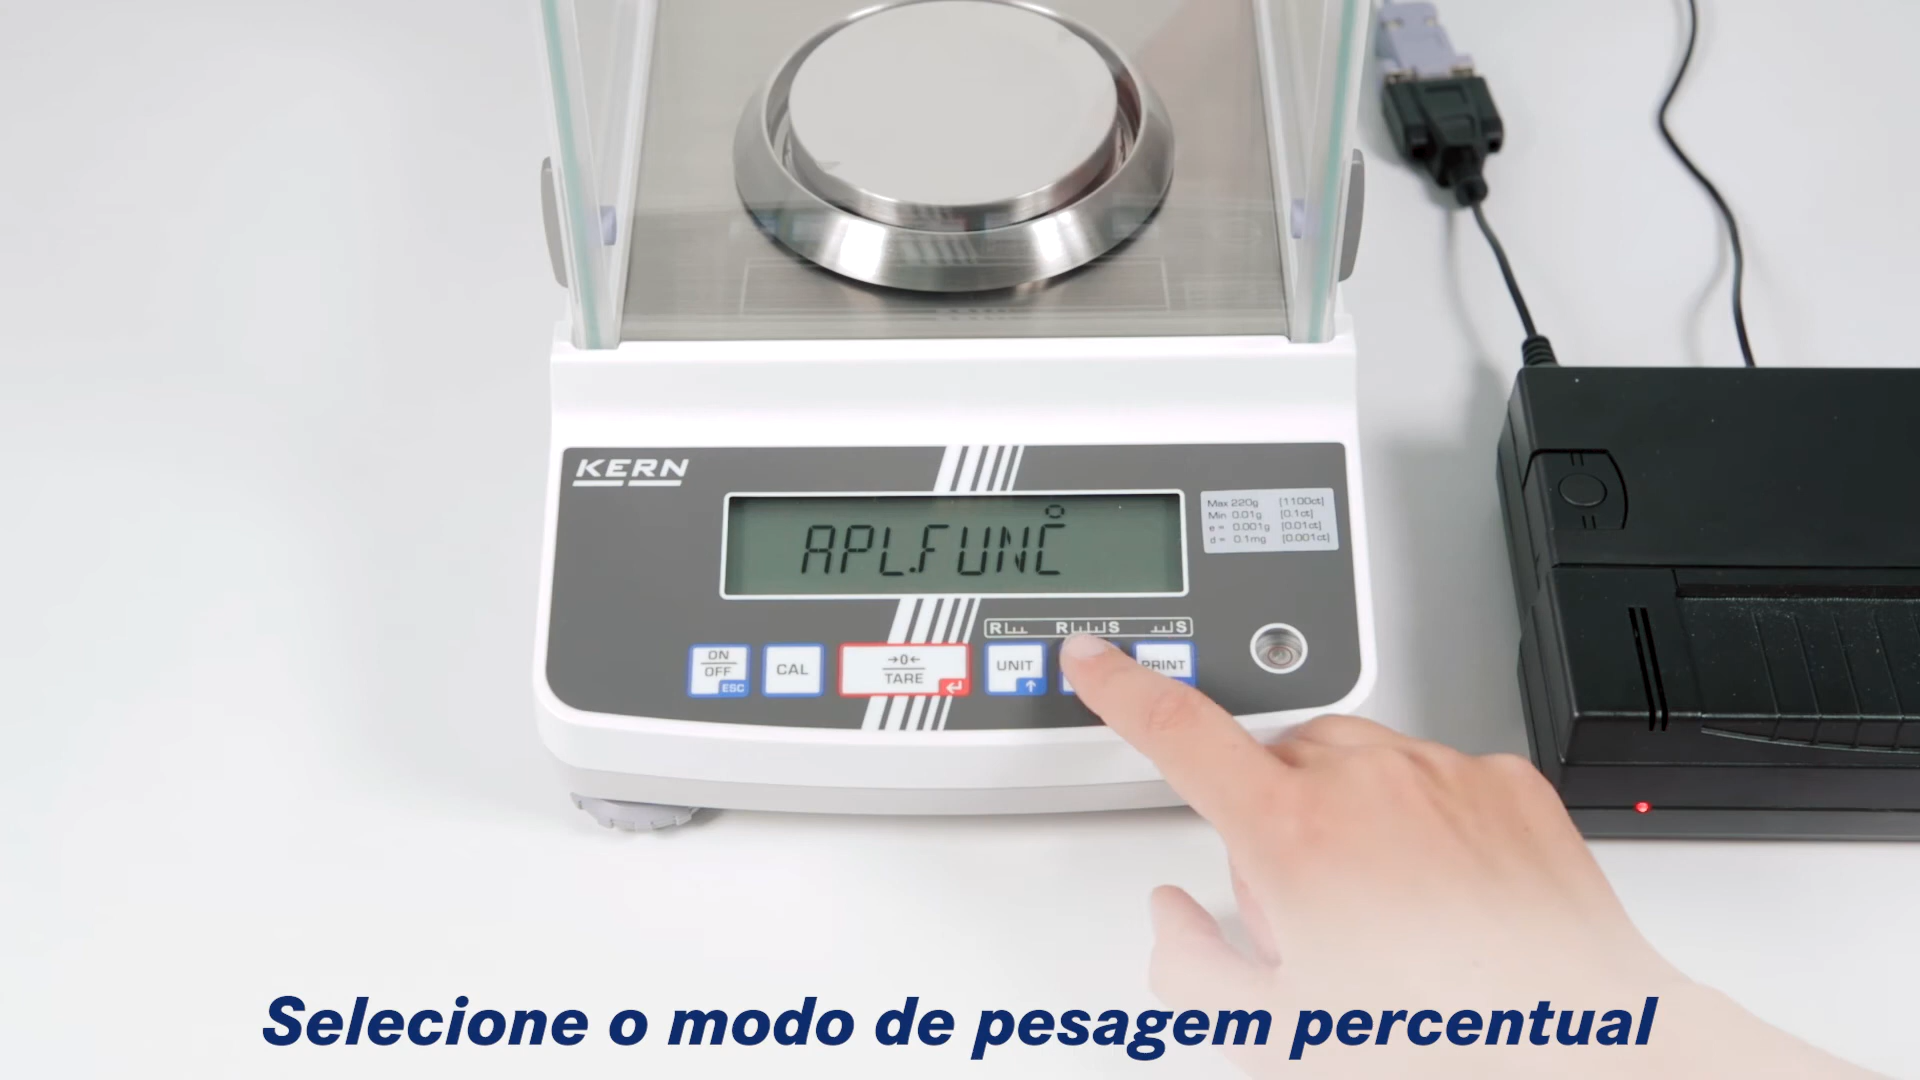 KERN
APL.FUNC
Max 220g [1100ct]
Min 0.01g [0.1ct]
e = 0.001g [0.01ct]
d = 0.1mg [0.001ct]
R R S S
ON
OFF
ESC
CAL
→0←
TARE
UNIT
PRINT
Selecione o modo de pesagem percentual